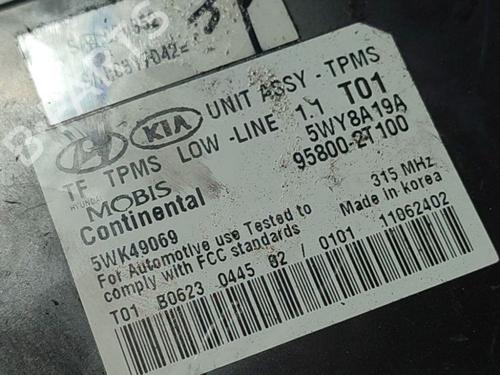 UNIT ASSY - TPMS
HYUNDAI KIA
TF TPMS LOW -LINE 1.1 T01
MOBIS 5WY8A19A
Continental 95800-2T100
5WK49069 315 MHz
For Automotive use Tested to Made in korea
comply with FCC standards
T01 B0623 0445 82 / 0101 11062402